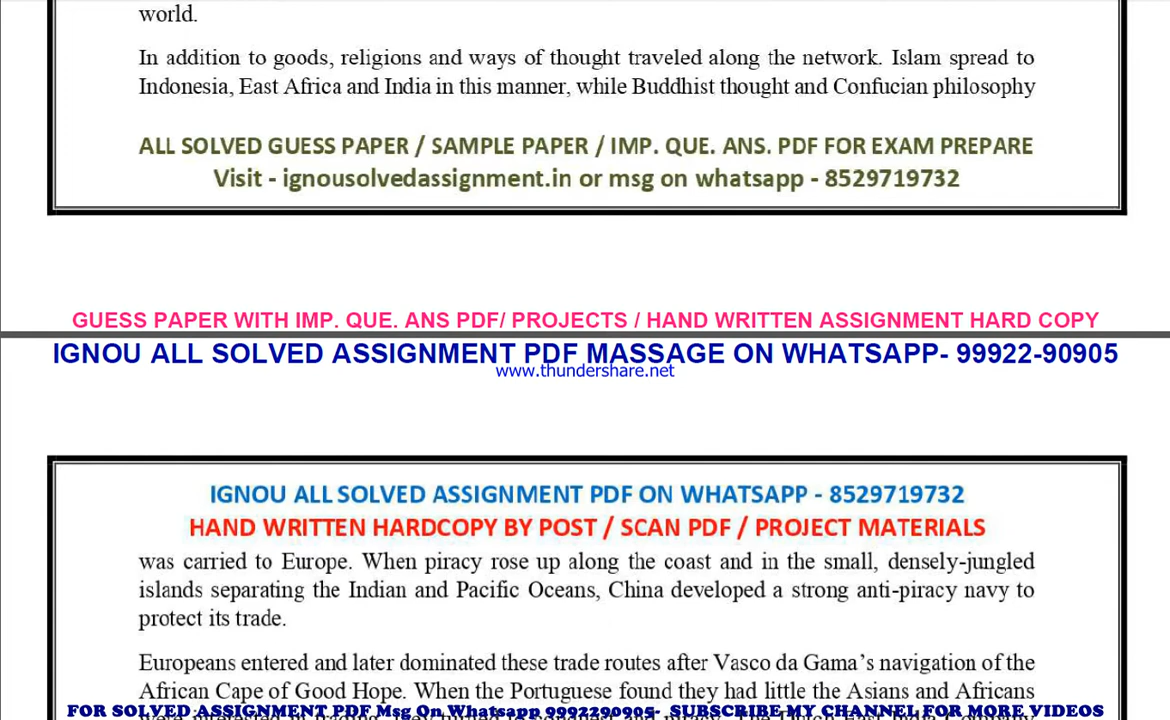 world.
In addition to goods, religions and ways of thought traveled along the network. Islam spread to
Indonesia, East Africa and India in this manner, while Buddhist thought and Confucian philosophy
ALL SOLVED GUESS PAPER / SAMPLE PAPER / IMP. QUE. ANS. PDF FOR EXAM PREPARE
Visit - ignousolvedassignment.in or msg on whatsapp - 8529719732
GUESS PAPER WITH IMP. QUE. ANS PDF/ PROJECTS / HAND WRITTEN ASSIGNMENT HARD COPY
IGNOU ALL SOLVED ASSIGNMENT PDF MASSAGE ON WHATSAPP- 99922-90905
www.thundershare.net
IGNOU ALL SOLVED ASSIGNMENT PDF ON WHATSAPP - 8529719732
HAND WRITTEN HARDCOPY BY POST / SCAN PDF / PROJECT MATERIALS
was carried to Europe. When piracy rose up along the coast and in the small, densely-jungled
islands separating the Indian and Pacific Oceans, China developed a strong anti-piracy navy to
protect its trade.
Europeans entered and later dominated these trade routes after Vasco da Gama's navigation of the
African Cape of Good Hope. When the Portuguese found they had little the Asians and Africans
FOR SOLVED ASSIGNMENT PDF Msg On Whatsapp 9992290905- SUBSCRIBE MY CHANNEL FOR MORE VIDEOS